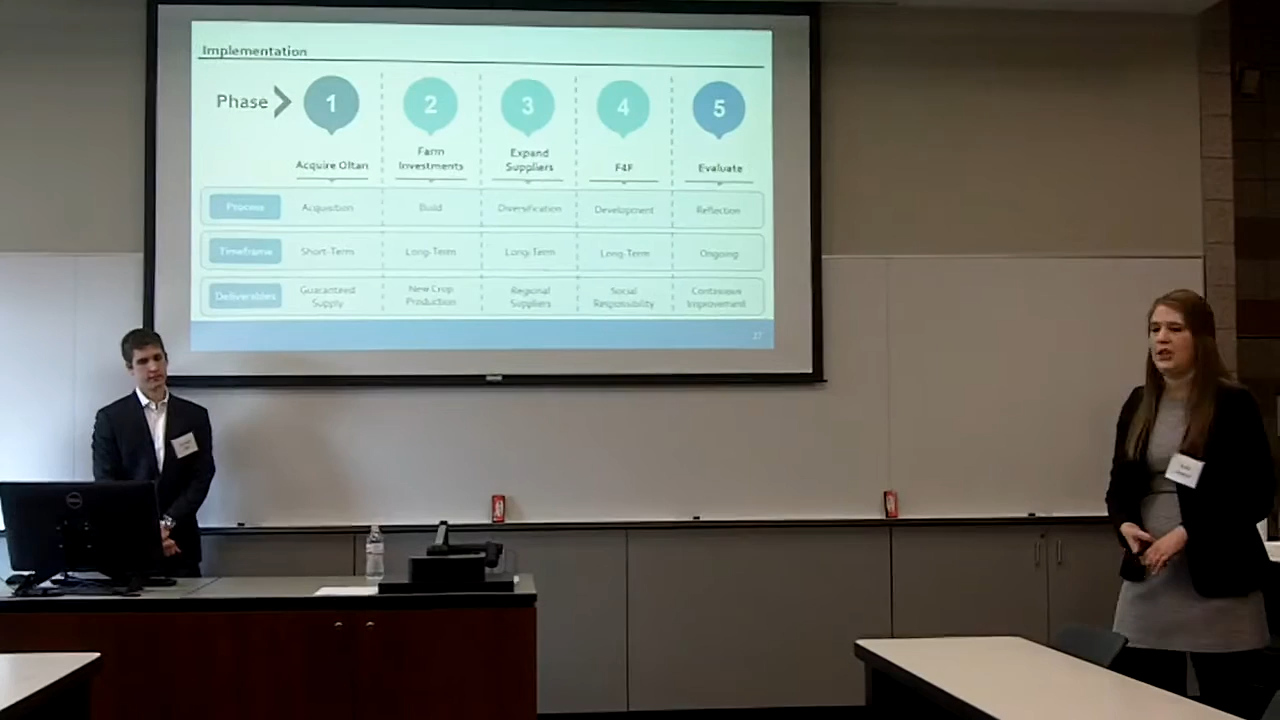 Implementation
Phase
1
2
3
4
5
Acquire Oltan
Farm
Investments
Expand
Suppliers
F4F
Evaluate
Process
Acquisition
Build
Diversification
Development
Reflection
Timeframe
Short-Term
Long-Term
Long-Term
Long-Term
Ongoing
Deliverables
Guaranteed
Supply
New Crop
Production
Regional
Suppliers
Social
Responsibility
Continuous
Improvement
27
DELL